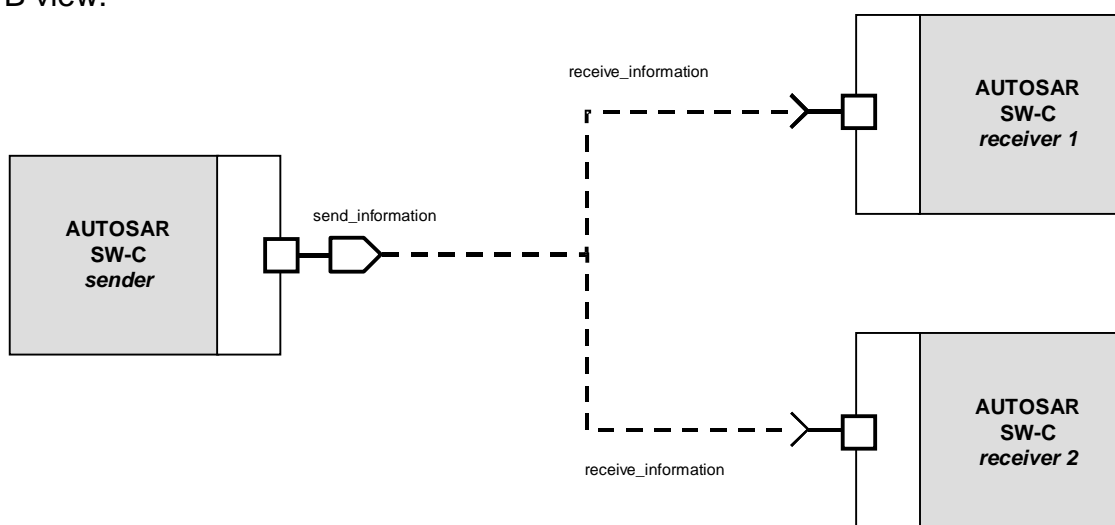 B view.
receive_information
AUTOSAR
SW-C
receiver 1
send_information
AUTOSAR
SW-C
sender
AUTOSAR
SW-C
receiver 2
receive_information